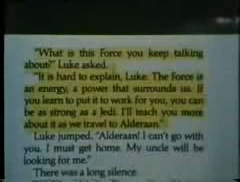 "What is this Force you keep talking
about?" Luke asked.
"It is hard to explain, Luke. The Force is
an energy, a power that surrounds us. If
you learn to put it to work for you, you can
be as strong as a Jedi. I'll teach you more
about it as we travel to Alderaan."
Luke jumped. "Alderaan! I can't go with
you. I must get home. My uncle will be
looking for me."
There was a long silence.